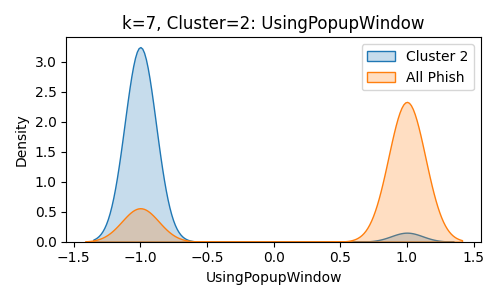 k=7, Cluster=2: UsingPopupWindow
Cluster 2
All Phish
Density
3.0
2.5
2.0
1.5
1.0
0.5
0.0
−1.5 −1.0 −0.5 0.0 0.5 1.0 1.5
UsingPopupWindow